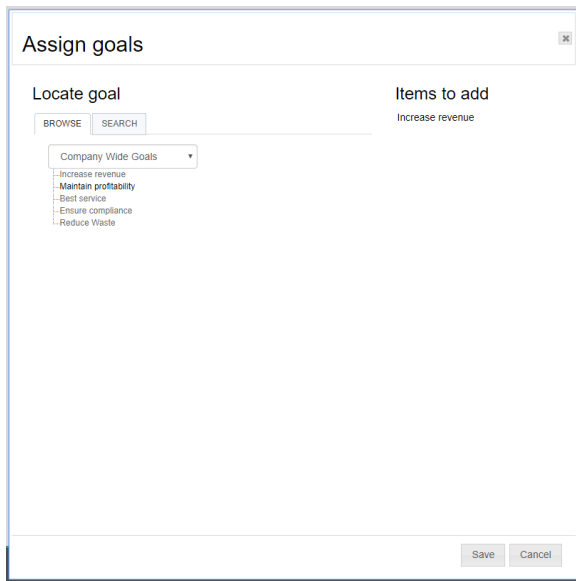 Assign goals
Locate goal
BROWSE
SEARCH
Company Wide Goals
Increase revenue
Maintain profitability
Best service
Ensure compliance
Reduce Waste
Items to add
Increase revenue
Save
Cancel